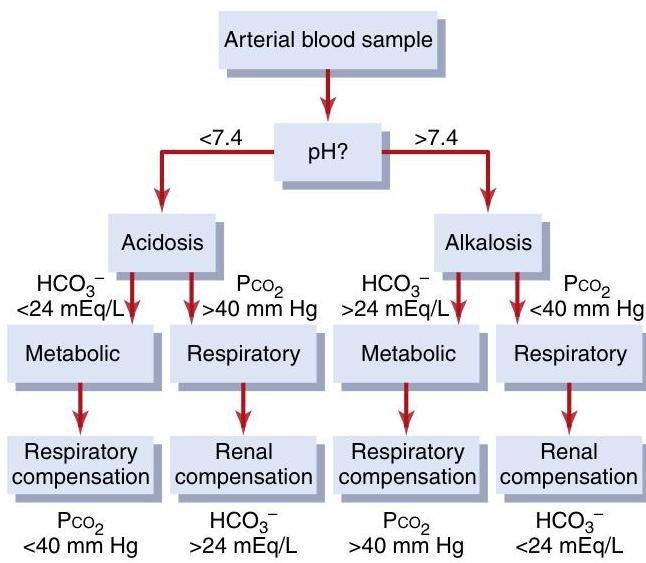 Arterial blood sample
<7.4
pH?
>7.4
Acidosis
Alkalosis
HCO₃⁻
<24 mEq/L
PCO₂
>40 mm Hg
HCO₃⁻
>24 mEq/L
PCO₂
<40 mm Hg
Metabolic
Respiratory
Metabolic
Respiratory
Respiratory
compensation
Renal
compensation
Respiratory
compensation
Renal
compensation
PCO₂
<40 mm Hg
HCO₃⁻
>24 mEq/L
PCO₂
>40 mm Hg
HCO₃⁻
<24 mEq/L